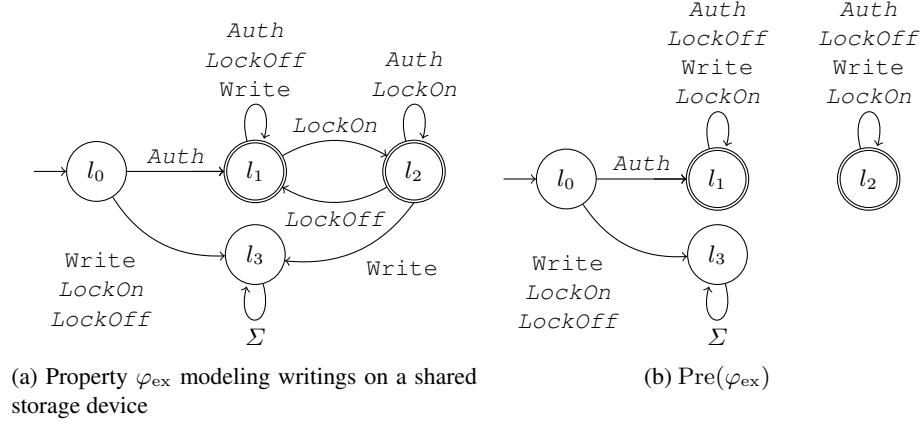 Auth
LockOff
Write
Auth
LockOn
LockOn
Auth
l0
l1
l2
LockOff
Write
LockOn
LockOff
l3
Write
Σ
(a) Property φex modeling writings on a shared
storage device
Auth
LockOff
Write
LockOn
Auth
LockOff
Write
LockOn
Auth
l0
l1
l2
Write
LockOn
LockOff
l3
Σ
(b) Pre(φex)